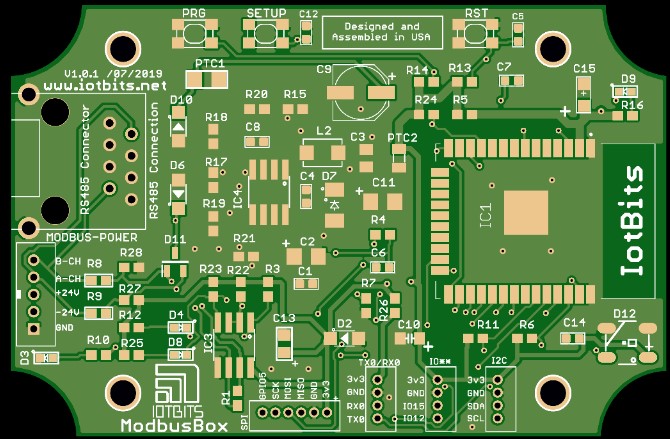 PRG
SETUP
C12
Designed and
Assembled in USA
RST
C5
V1.0.1 /07/2019
www.iotbits.net
PTC1
C9
+
R14
R13
C7
C15
D9
D10
R20
R15
R24
R5
+
R16
RS485 Connector
RS485 Connection
R18
C8
L2
C3
PTC2
D6
R17
IC4
C4
D7
C11
+
IC1
IotBits
R19
R4
MODBUS-POWER
D11
R21
C2
+
C6
B-CH
A-CH
+24V
-24V
GND
R8
R28
R23
R22
R3
C1
R7
R27
R9
R26
R12
D4
IC3
C13
+
D2
C10
+
R11
R6
C14
D12
D3
R10
R25
D8
TX0/RX0
IO**
I2C
3v3
GND
RX0
TX0
3v3
GND
IO15
IO12
3v3
GND
SDA
SCL
R1
SPI
GPIO5
SCK
MOSI
MISO
GND
3v3
IOTBITS
ModbusBox